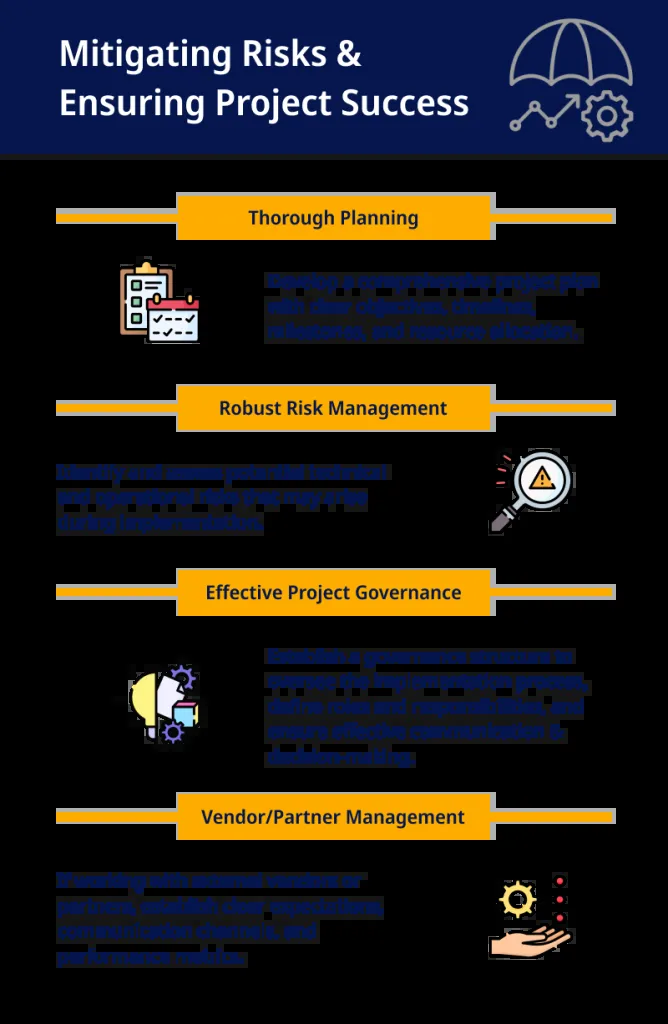 Mitigating Risks &
Ensuring Project Success
Thorough Planning
Develop a comprehensive project plan
with clear objectives, timelines,
milestones, and resource allocation.
Robust Risk Management
Identify and assess potential technical
and operational risks that may arise
during implementation.
Effective Project Governance
Establish a governance structure to
oversee the implementation process,
define roles and responsibilities, and
ensure effective communication &
decision-making.
Vendor/Partner Management
If working with external vendors or
partners, establish clear expectations,
communication channels, and
performance metrics.